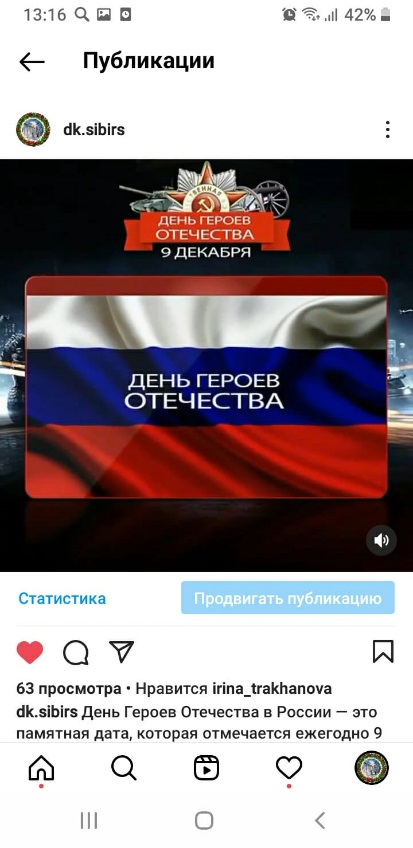 13:16
42%
Публикации
dk.sibirs
ДЕНЬ ГЕРОЕВ
ОТЕЧЕСТВА
9 ДЕКАБРЯ
ДЕНЬ ГЕРОЕВ
ОТЕЧЕСТВА
Статистика
Продвигать публикацию
63 просмотра • Нравится irina_trakhanova
dk.sibirs День Героев Отечества в России — это
памятная дата, которая отмечается ежегодно 9